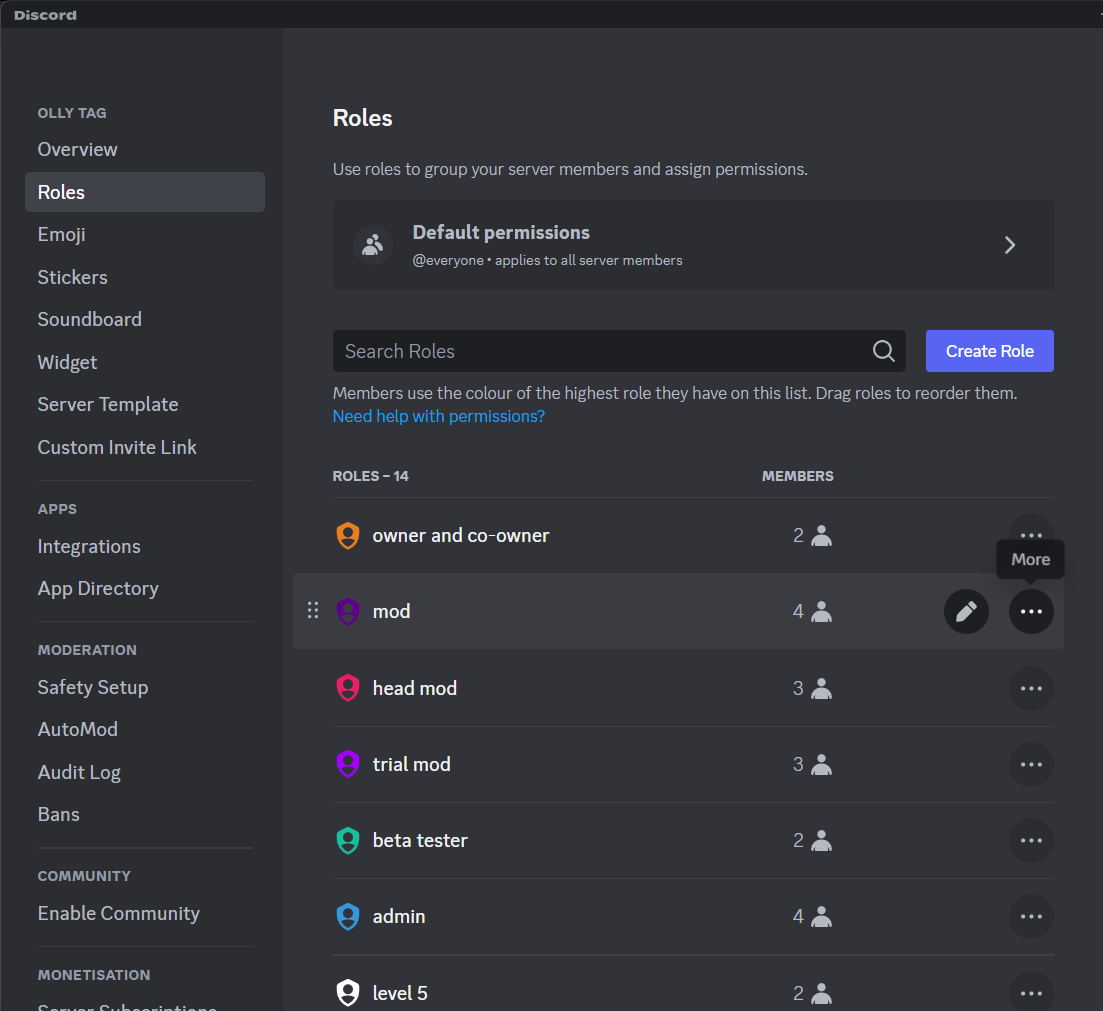 Discord
OLLY TAG
Overview
Roles
Emoji
Stickers
Soundboard
Widget
Server Template
Custom Invite Link
APPS
Integrations
App Directory
MODERATION
Safety Setup
AutoMod
Audit Log
Bans
COMMUNITY
Enable Community
MONETISATION
Server Subscriptions
Roles
Use roles to group your server members and assign permissions.
Default permissions
@everyone • applies to all server members
Search Roles
Create Role
Members use the colour of the highest role they have on this list. Drag roles to reorder them.
Need help with permissions?
ROLES – 14 MEMBERS
owner and co-owner 2
More
mod 4
head mod 3
trial mod 3
beta tester 2
admin 4
level 5 2